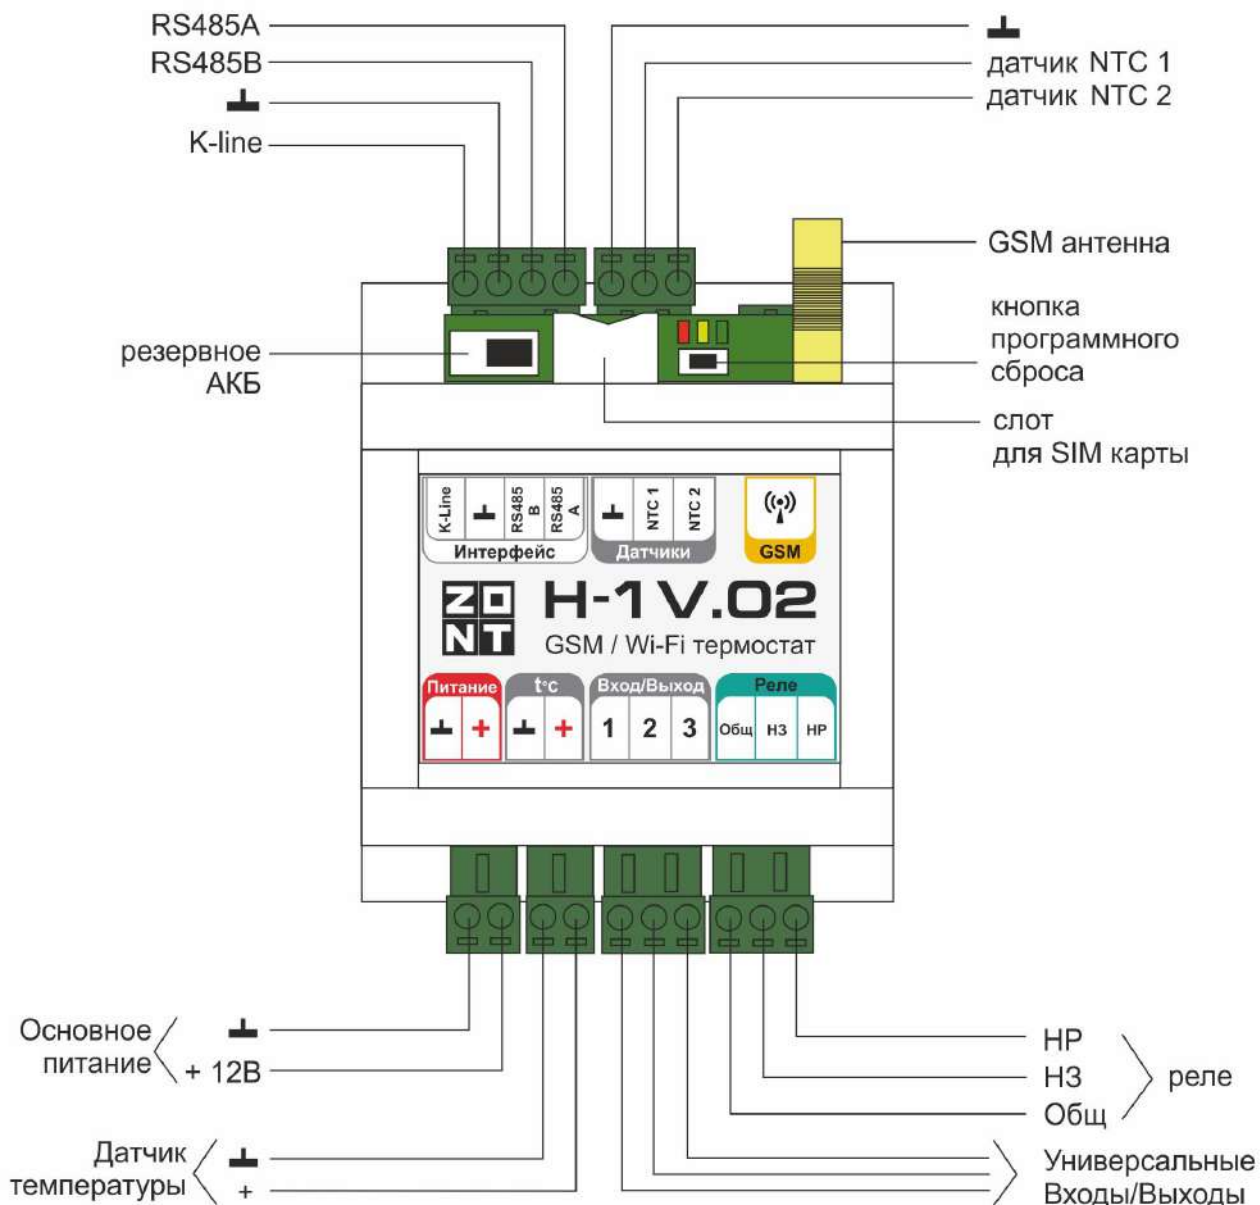 RS485A
RS485B
K-line
датчик NTC 1
датчик NTC 2
GSM антенна
кнопка
программного
сброса
резервное
АКБ
слот
для SIM карты
K-Line
RS485
B
RS485
A
Интерфейс
NTC 1
NTC 2
Датчики
GSM
ZONT
H-1V.02
GSM / Wi-Fi термостат
Питание
+
t°C
+
Вход/Выход
1 2 3
Реле
Общ НЗ НР
Основное
питание
+ 12В
Датчик
температуры
+
НР
НЗ
Общ
реле
Универсальные
Входы/Выходы